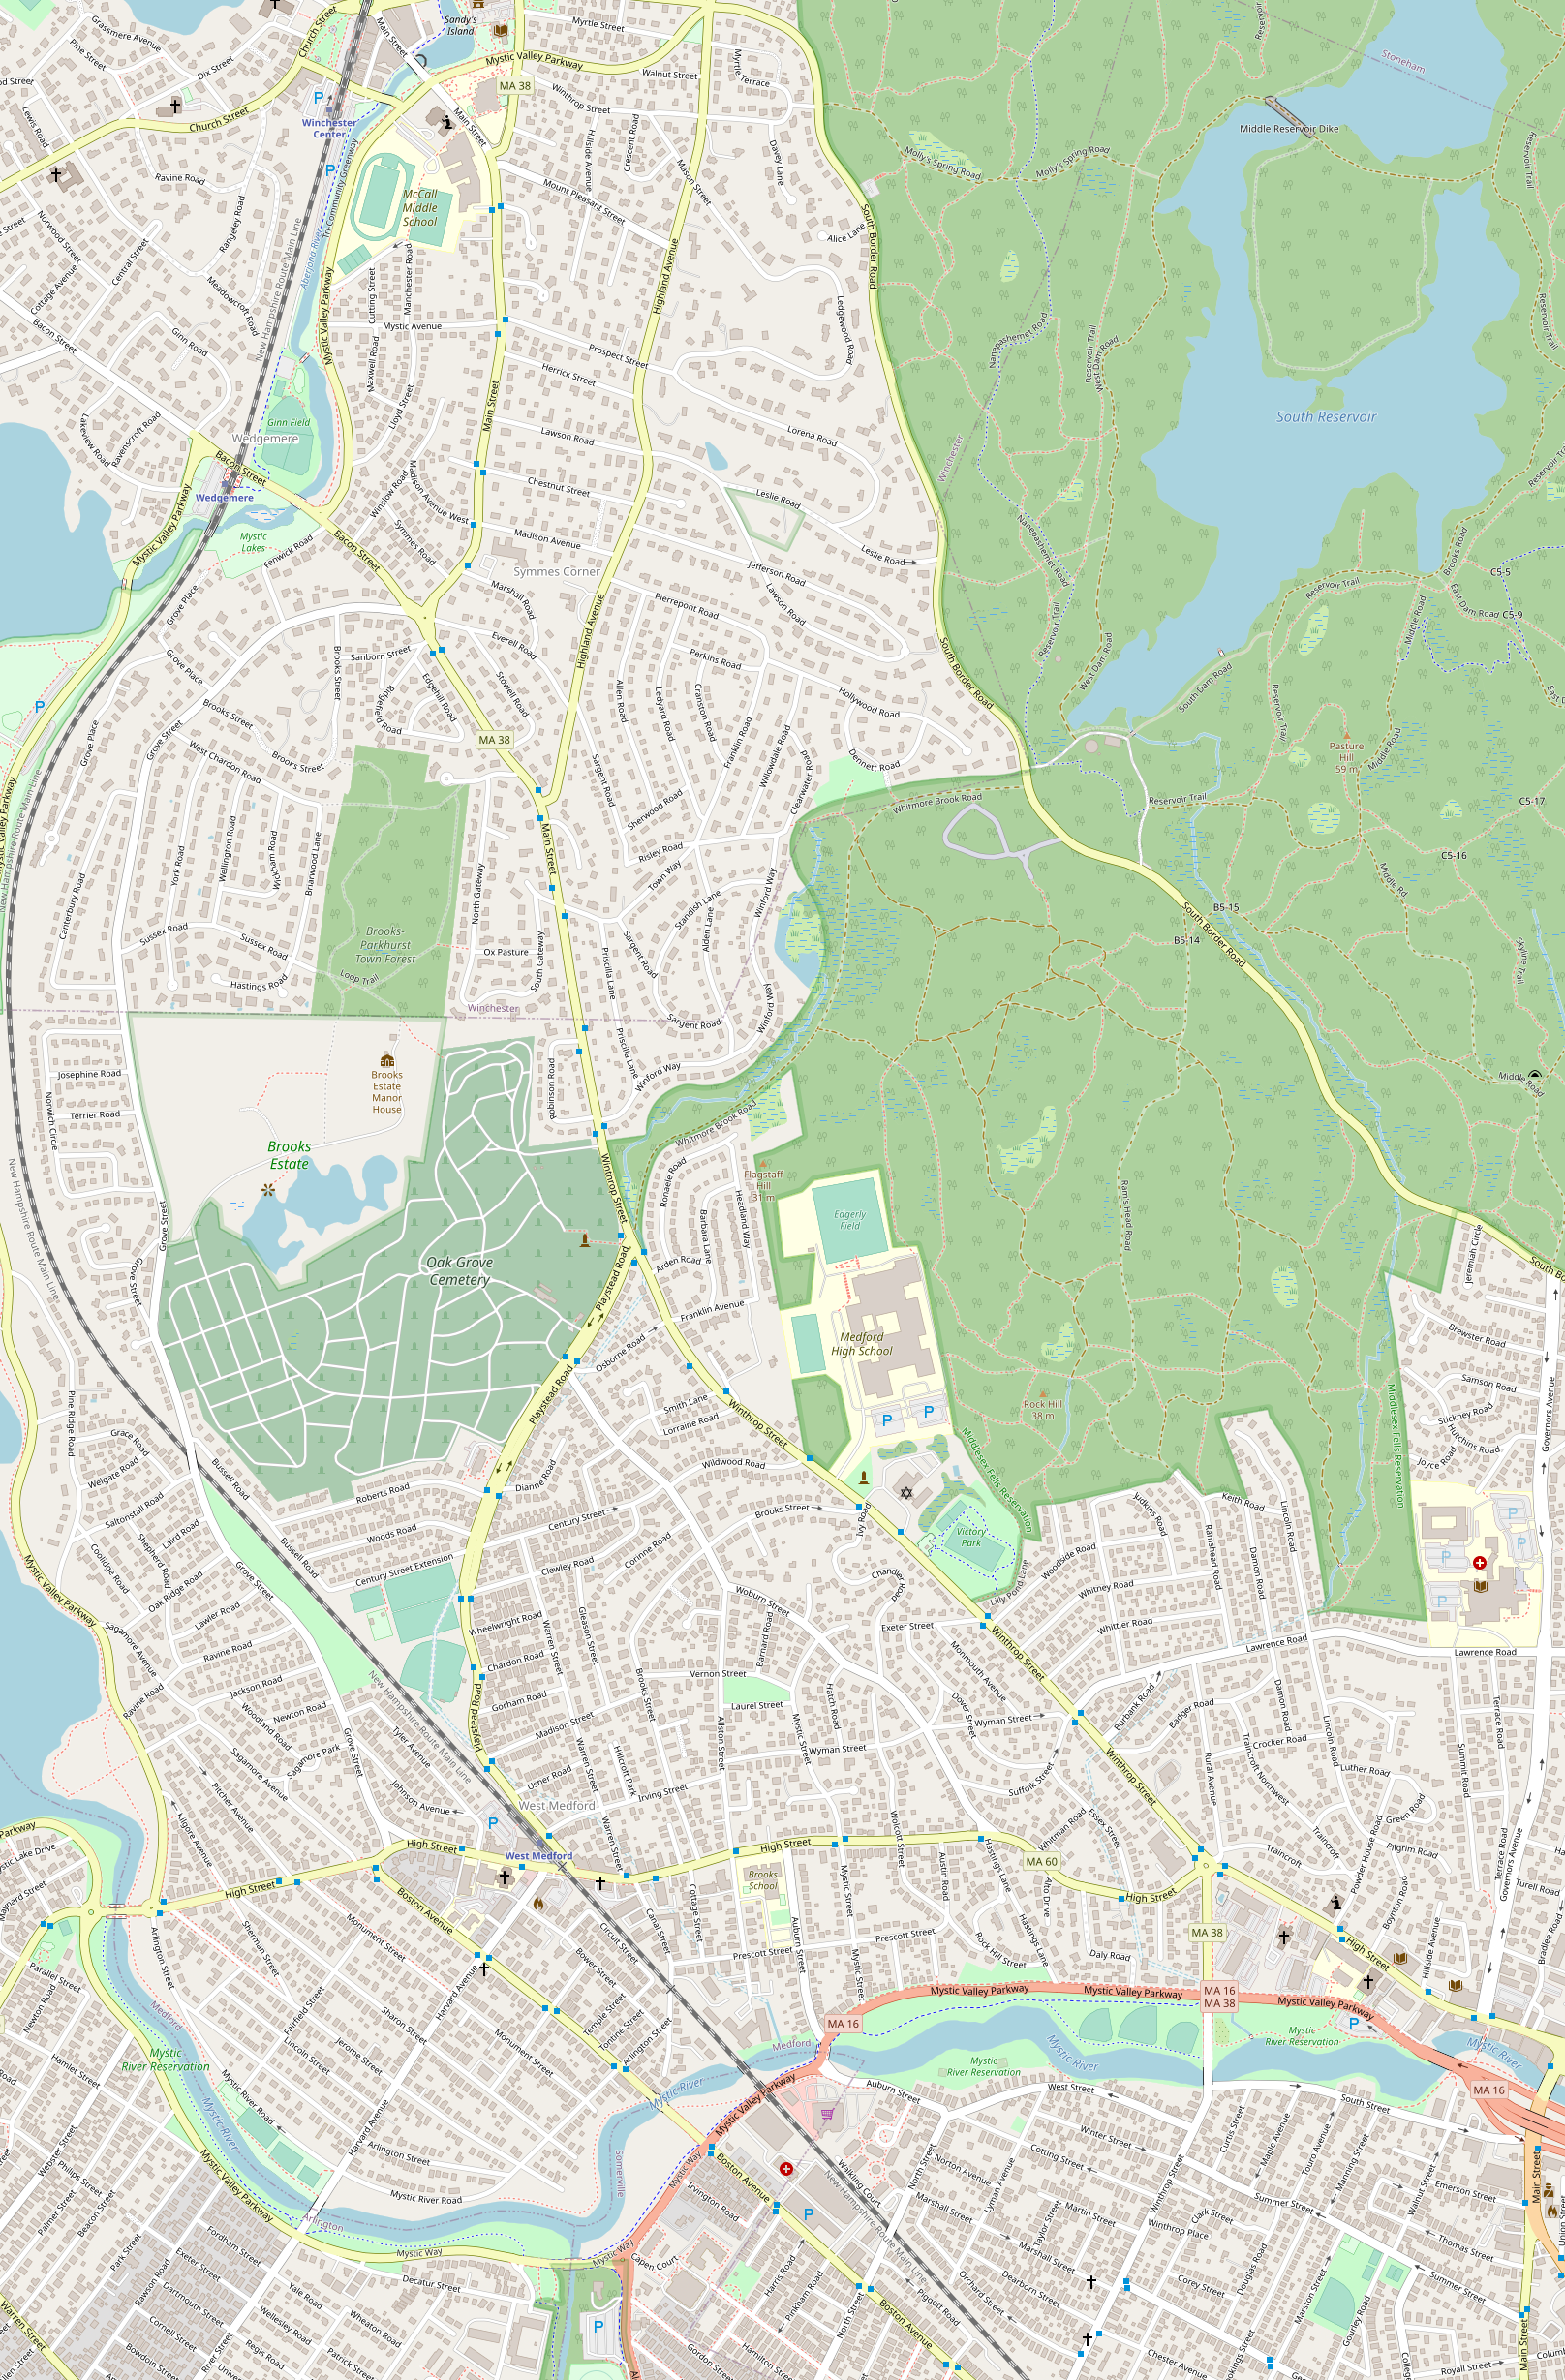 Grassmere Avenue
Pine Street
Dix Street
Church Street
Main Street
Sandy's
Island
Myrtle Street
Mystic Valley Parkway
Walnut Street
Myrtle Terrace
MA 38
Winthrop Street
Stoneham
Reservoir Trail
Middle Reservoir Dike
Lewis Road
Church Street
Winchester
Center
Main Street
Hillside Avenue
Crescent Road
Mason Street
Davey Lane
Molly's Spring Road
Molly's Spring Road
Ravine Road
Tri-Community Greenway
McCall
Middle
School
Mount Pleasant Street
Norwood Street
Central Street
Rangeley Road
New Hampshire Route Main Line
Aberjona River
Alice Lane
South Border Road
Cottage Avenue
Meadowcroft Road
Cutting Street
Manchester Road
Highland Avenue
Ledgewood Road
Reservoir Trail
Bacon Street
Ginn Road
Mystic Valley Parkway
Mystic Avenue
Maxwell Road
Prospect Street
Herrick Street
Nanepashemet Road
Reservoir Trail
West Dam Road
South Reservoir
Lakeview Road
Ravenscroft Road
Ginn Field
Wedgemere
Lloyd Street
Main Street
Lawson Road
Lorena Road
Winchester
Bacon Street
Wedgemere
Winslow Road
Madison Avenue West
Chestnut Street
Leslie Road
Mystic Valley Parkway
Mystic
Lakes
Fenwick Road
Bacon Street
Symmes Road
Madison Avenue
Symmes Corner
Leslie Road
Jefferson Road
Nanepashemet Road
Brooks Road
Reservoir Trail
C5-5
East Dam Road
C5-9
Grove Place
Marshall Road
Pierrepont Road
Lawson Road
Everell Road
Highland Avenue
Reservoir Trail
West Dam Road
Middle Road
Grove Place
Brooks Street
Sanborn Street
Ridgefield Road
Edgehill Road
Stowell Road
Perkins Road
Allen Road
Ledyard Road
Cranston Road
Franklin Road
Hollywood Road
South Border Road
South Dam Road
Reservoir Trail
Brooks Street
Grove Street
Grove Place
West Chardon Road
Brooks Street
MA 38
Willowdale Road
Clearwater Road
Dennett Road
Pasture
Hill
59 m
Middle Road
Mystic Valley Parkway
New Hampshire Route Main Line
Sargent Road
Sherwood Road
Whitmore Brook Road
Reservoir Trail
C5-17
Main Street
Risley Road
Town Way
C5-16
York Road
Wellington Road
Wickham Road
Briarwood Lane
North Gateway
Standish Lane
Alden Lane
Winford Way
Middle Rd
Canterbury Road
Brooks-
Parkhurst
Town Forest
B5-15
B5-14
South Border Road
Sussex Road
Sussex Road
Hastings Road
Loop Trail
Ox Pasture
South Gateway
Priscilla Lane
Sargent Road
Skyline Trail
Winchester
Sargent Road
Winford Way
Priscilla Lane
Winford Way
Josephine Road
Terrier Road
Norwich Circle
Brooks
Estate
Manor
House
Robinson Road
Middle Road
Brooks
Estate
Whitmore Brook Road
Winthrop Street
Flagstaff
Hill
31 m
Ronaele Road
Barbara Lane
Headland Way
Edgerly
Field
Ram's Head Road
New Hampshire Route Main Line
Grove Street
Grove Street
Oak Grove
Cemetery
Playstead Road
Arden Road
Jeremiah Circle
Franklin Avenue
Osborne Road
Medford
High School
Brewster Road
Samson Road
Stickney Road
Hutchins Road
Joyce Road
Governors Avenue
Pine Ridge Road
Playstead Road
Smith Lane
Lorraine Road
Winthrop Street
Rock Hill
38 m
Middlesex Fells Reservation
Middlesex Fells Reservation
Grace Road
Welgate Road
Bussell Road
Dianne Road
Wildwood Road
Saltonstall Road
Roberts Road
Woods Road
Century Street
Brooks Street
Ivy Road
Victory
Park
Judkins Road
Keith Road
Lincoln Road
Laird Road
Shepherd Road
Coolidge Road
Oak Ridge Road
Bussell Road
Century Street Extension
Clewley Road
Corinne Road
Chandler Road
Lilly Pond Lane
Woodside Road
Whitney Road
Ramshead Road
Damon Road
Mystic Valley Parkway
Grove Street
Lawler Road
Sagamore Avenue
Ravine Road
Wheelwright Road
Warren Street
Gleason Street
Woburn Street
Barnard Road
Exeter Street
Winthrop Street
Whittier Road
Lawrence Road
Lawrence Road
Jackson Road
Newton Road
Chardon Road
Gorham Road
Brooks Street
Vernon Street
Laurel Street
Monmouth Avenue
Ravine Road
Woodland Road
New Hampshire Route Main Line
Playstead Road
Madison Street
Hatch Road
Dover Street
Wyman Street
Burbank Road
Badger Road
Damon Road
Lincoln Road
Terrace Road
Sagamore Avenue
Sagamore Park
Grove Street
Tyler Avenue
Warren Street
Hillcroft Park
Allston Street
Mystic Street
Wyman Street
Crocker Road
Traincroft Northwest
Luther Road
Summit Road
Pitcher Avenue
Johnson Avenue
Usher Road
Irving Street
Suffolk Street
Winthrop Street
Rural Avenue
Green Road
Kilgore Avenue
West Medford
Warren Street
Wolcott Street
Whitman Road
Essex Street
Traincroft
Traincroft
Powder House Road
Pilgrim Road
Terrace Road
Governors Avenue
High Street
West Medford
High Street
Brooks
School
MA 60
Hastings Lane
Austin Road
Alto Drive
High Street
Turell Road
Maynard Street
High Street
Boston Avenue
Mystic Street
Boynton Road
Arlington Street
Sherman Street
Monument Street
Cottage Street
Canal Street
Circuit Street
Auburn Street
Prescott Street
Prescott Street
Rock Hill Street
Hastings Lane
Daly Road
MA 38
High Street
Hillside Avenue
Bradlee Road
Parallel Street
Newton Road
Bower Street
Mystic Street
Mystic Valley Parkway
Mystic Valley Parkway
MA 16
MA 38
Mystic Valley Parkway
Medford
Mystic
River Reservation
Fairfield Street
Harvard Avenue
Sharon Street
Temple Street
Tontine Street
Arlington Street
MA 16
Medford
Mystic
River Reservation
Mystic River
Mystic
River Reservation
Mystic River
Lincoln Street
Jerome Street
Monument Street
Hamlet Street
Mystic River Road
Mystic River
Mystic River
Mystic Valley Parkway
Auburn Street
West Street
South Street
MA 16
Webster Street
Philips Street
Palmer Street
Beacon Street
Harvard Avenue
Arlington Street
Mystic River Road
Mystic Valley Parkway
Arlington
Somerville
Mystic Way
Boston Avenue
Irvington Road
Walkling Court
New Hampshire Route Main Line
North Street
Norton Avenue
Lyman Avenue
Cotting Street
Winter Street
Marshall Street
Martin Street
Taylor Street
Winthrop Street
Winthrop Place
Clark Street
Curtis Street
Maple Avenue
Touro Avenue
Manning Street
Summer Street
Walnut Street
Emerson Street
Main Street
Thomas Street
Park Street
Fordham Street
Exeter Street
Rawson Road
Dartmouth Street
Cornell Street
Yale Road
Wellesley Road
Wheaton Road
Mystic Way
Decatur Street
Mystic Way
Capen Court
Harris Road
Pinkham Road
North Street
Piggott Road
Marshall Street
Dearborn Street
Orchard Street
Corey Street
Douglas Road
Marston Street
Gourley Road
Summer Street
Warren Street
Bowdoin Street
River Street
Regis Road
Patrick Street
Gordon Street
Hamilton Street
Boston Avenue
Chester Avenue
Royal Street
Main Street